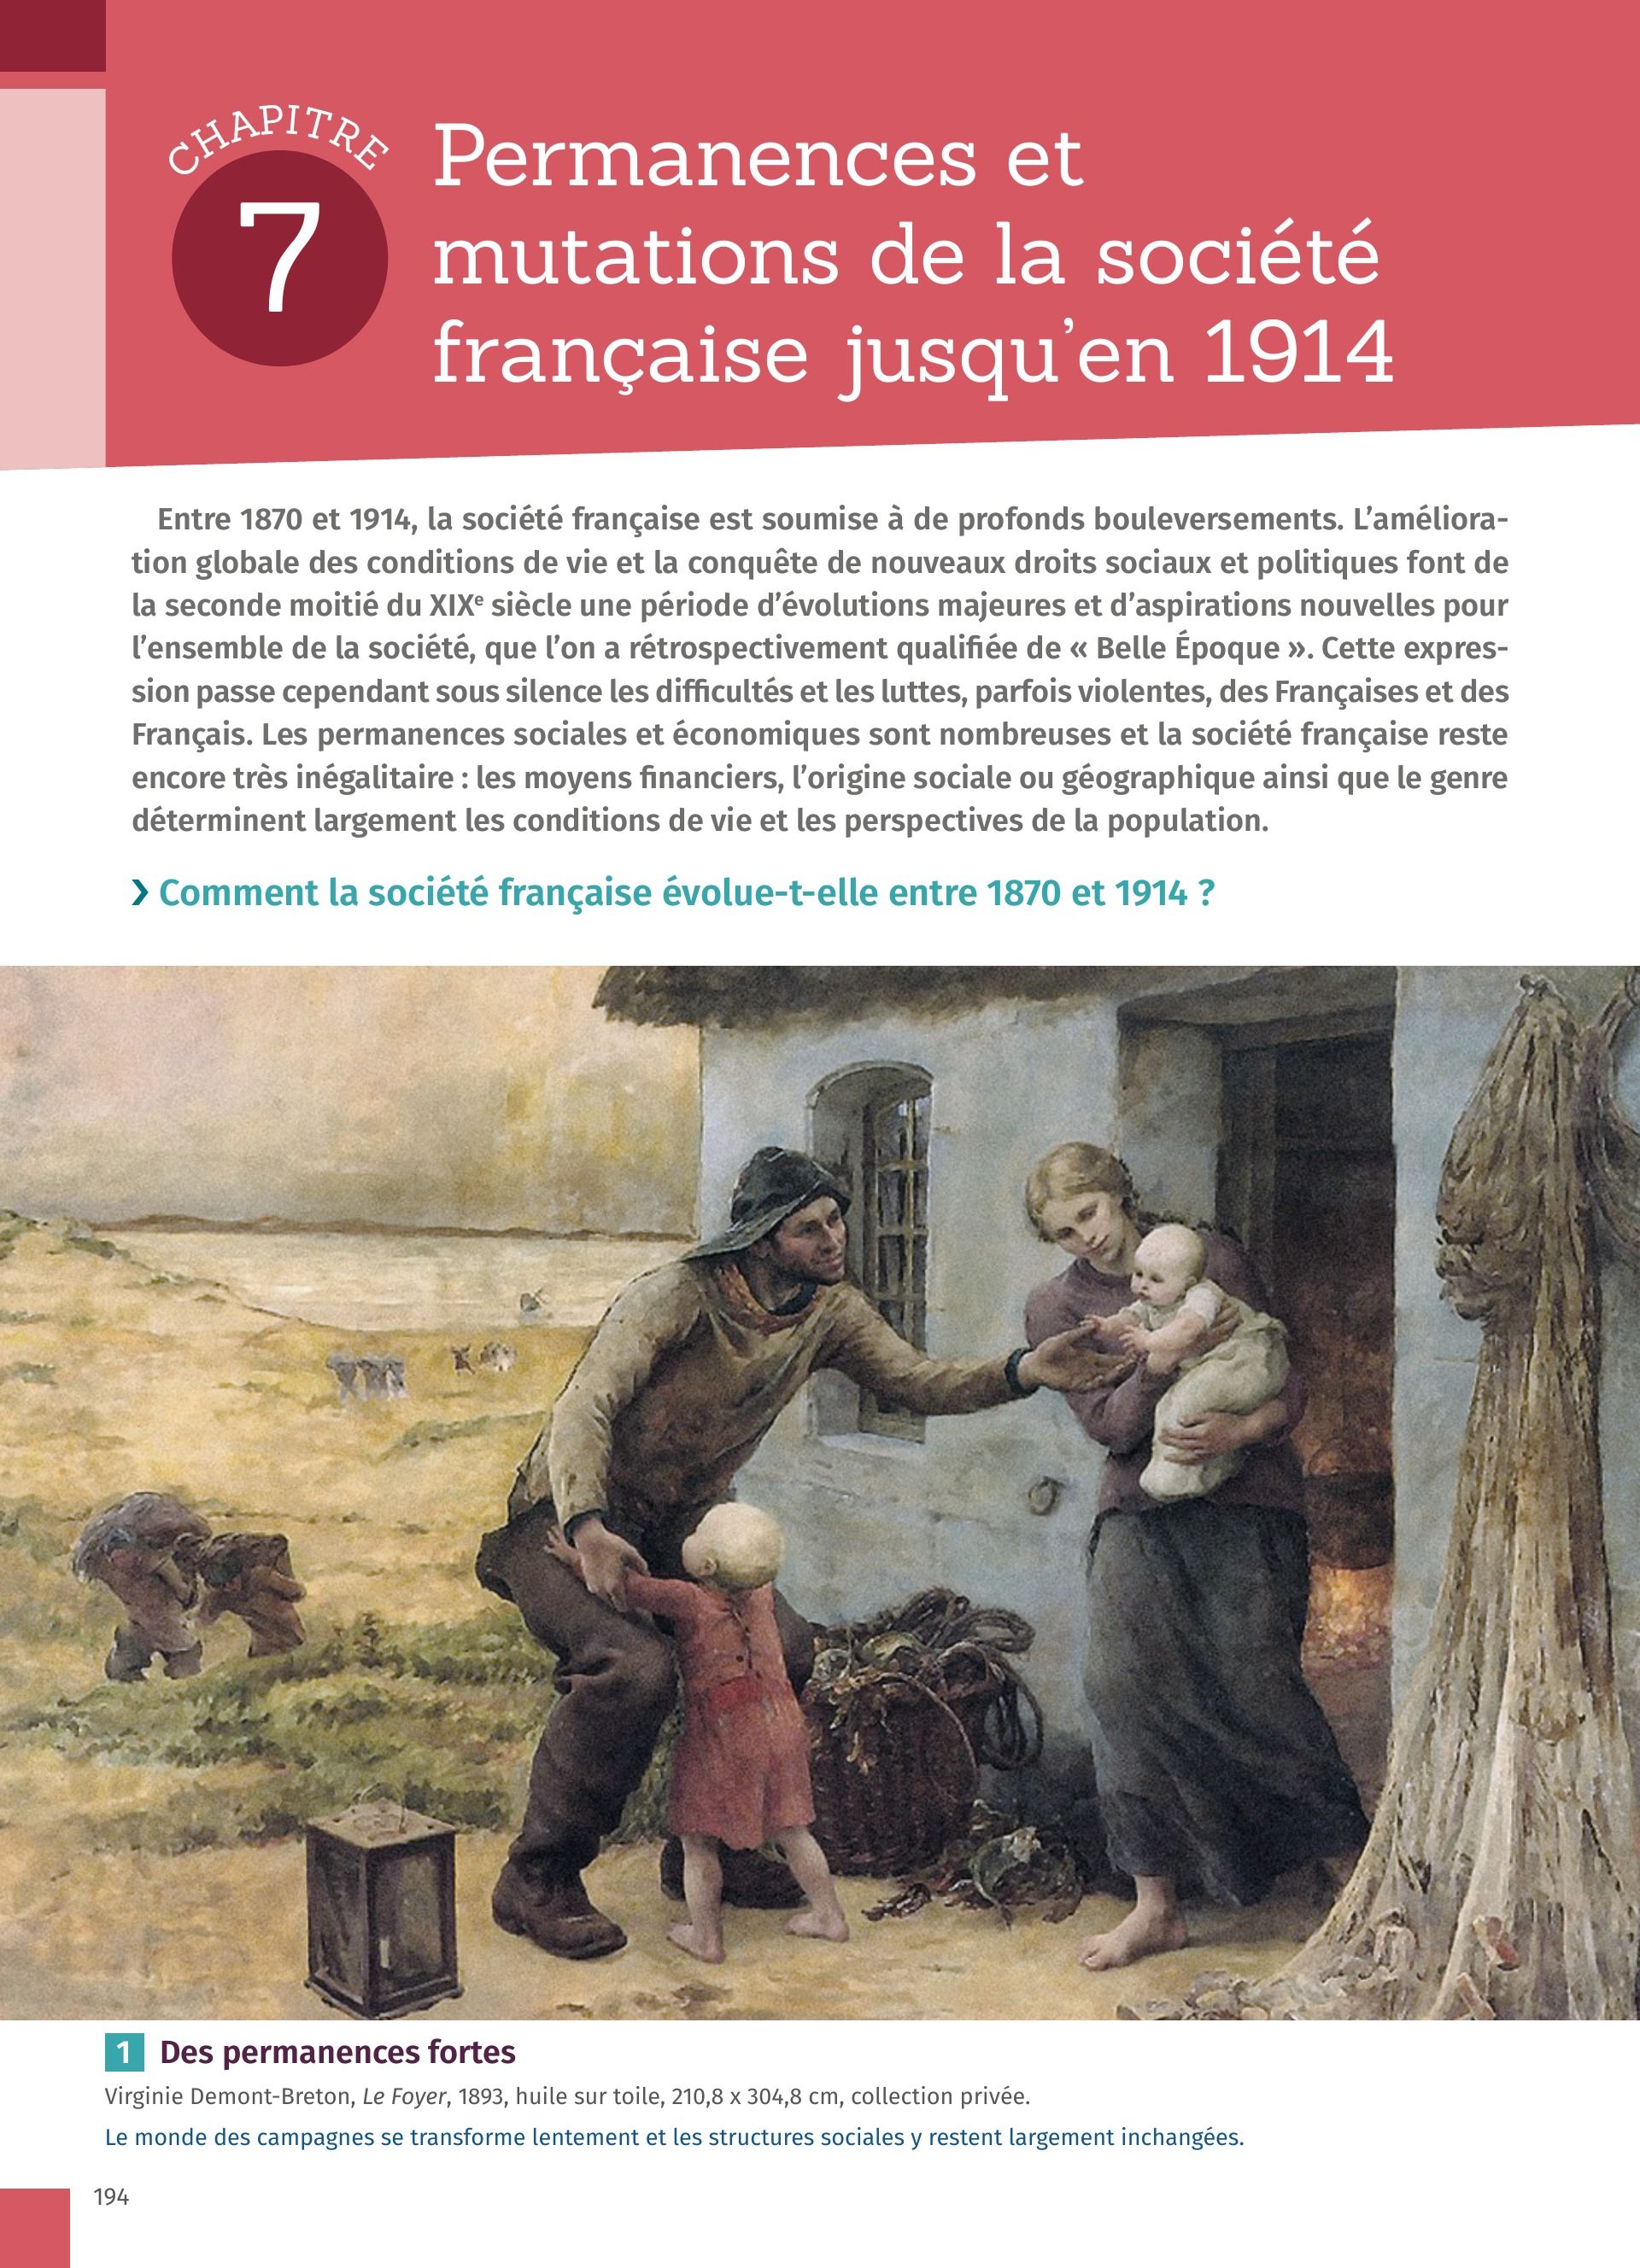 CHAPITRE
7
Permanences et
mutations de la société
française jusqu'en 1914
Entre 1870 et 1914, la société française est soumise à de profonds bouleversements. L'améliora-
tion globale des conditions de vie et la conquête de nouveaux droits sociaux et politiques font de
la seconde moitié du XIXe siècle une période d'évolutions majeures et d'aspirations nouvelles pour
l'ensemble de la société, que l'on a rétrospectivement qualifiée de « Belle Époque ». Cette expres-
sion passe cependant sous silence les difficultés et les luttes, parfois violentes, des Françaises et des
Français. Les permanences sociales et économiques sont nombreuses et la société française reste
encore très inégalitaire : les moyens financiers, l'origine sociale ou géographique ainsi que le genre
déterminent largement les conditions de vie et les perspectives de la population.
› Comment la société française évolue-t-elle entre 1870 et 1914 ?
1 Des permanences fortes
Virginie Demont-Breton, Le Foyer, 1893, huile sur toile, 210,8 x 304,8 cm, collection privée.
Le monde des campagnes se transforme lentement et les structures sociales y restent largement inchangées.
194